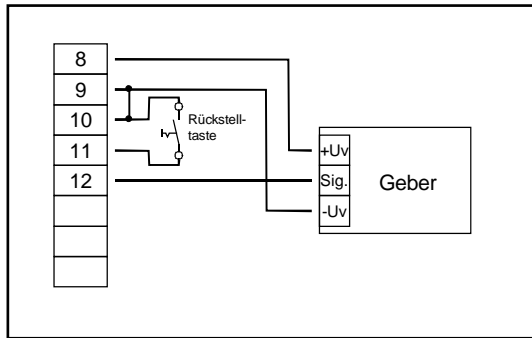 8
9
10
11
12
Rückstell-
taste
+Uv
Sig.
-Uv
Geber